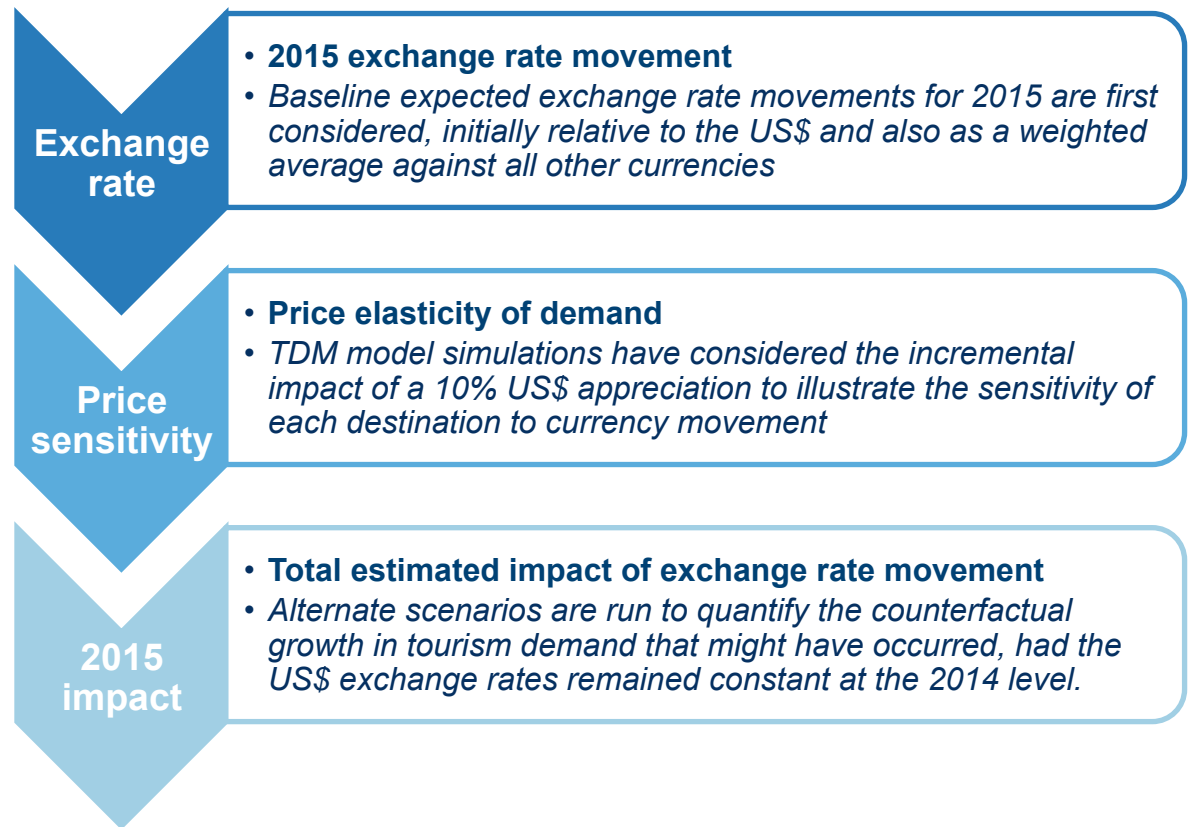 Exchange
rate
• 2015 exchange rate movement
• Baseline expected exchange rate movements for 2015 are first
considered, initially relative to the US$ and also as a weighted
average against all other currencies
Price
sensitivity
• Price elasticity of demand
• TDM model simulations have considered the incremental
impact of a 10% US$ appreciation to illustrate the sensitivity of
each destination to currency movement
2015
impact
• Total estimated impact of exchange rate movement
• Alternate scenarios are run to quantify the counterfactual
growth in tourism demand that might have occurred, had the
US$ exchange rates remained constant at the 2014 level.